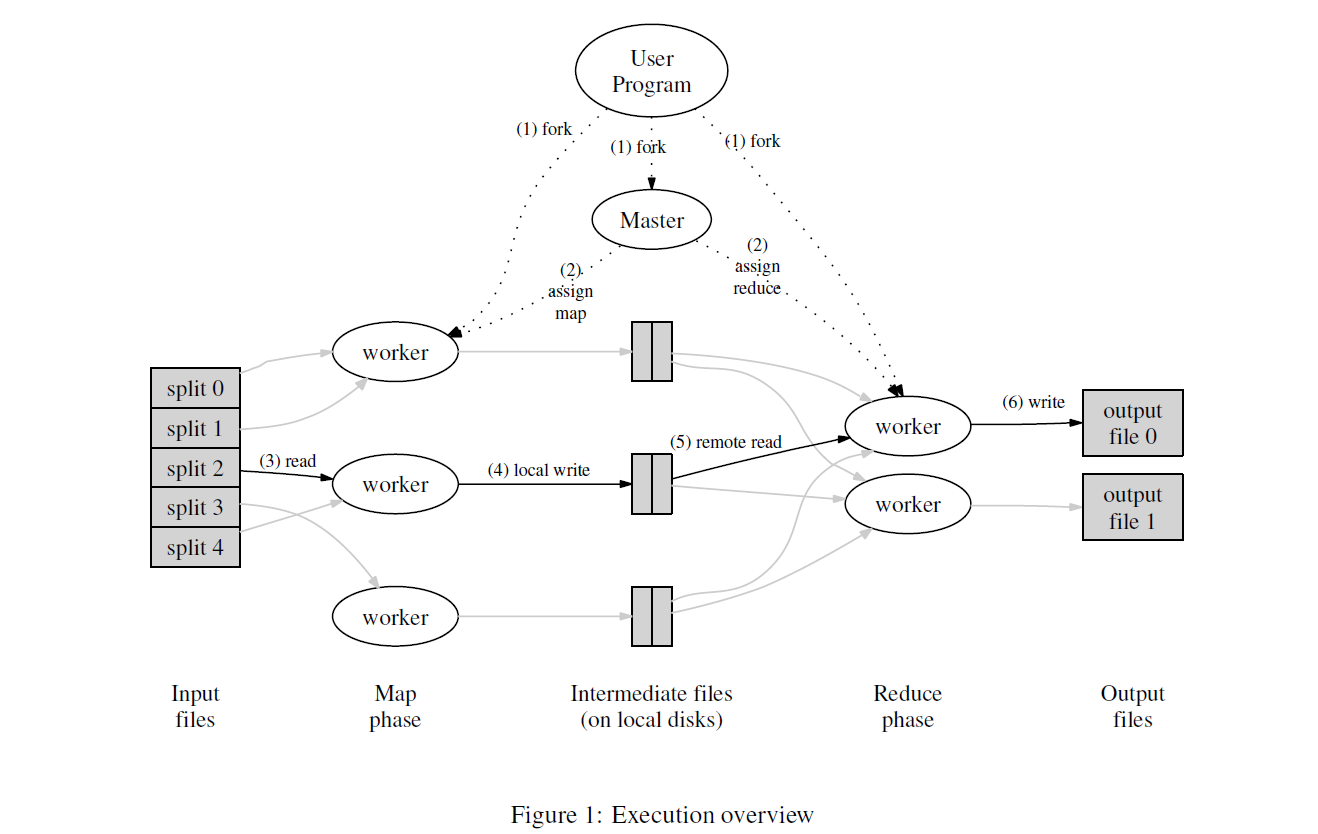 User
Program
(1) fork
(1) fork
(1) fork
Master
(2)
assign
map
(2)
assign
reduce
worker
split 0
split 1
split 2
split 3
split 4
(3) read
worker
(4) local write
(5) remote read
worker
(6) write
output
file 0
worker
output
file 1
worker
Input
files
Map
phase
Intermediate files
(on local disks)
Reduce
phase
Output
files
Figure 1: Execution overview